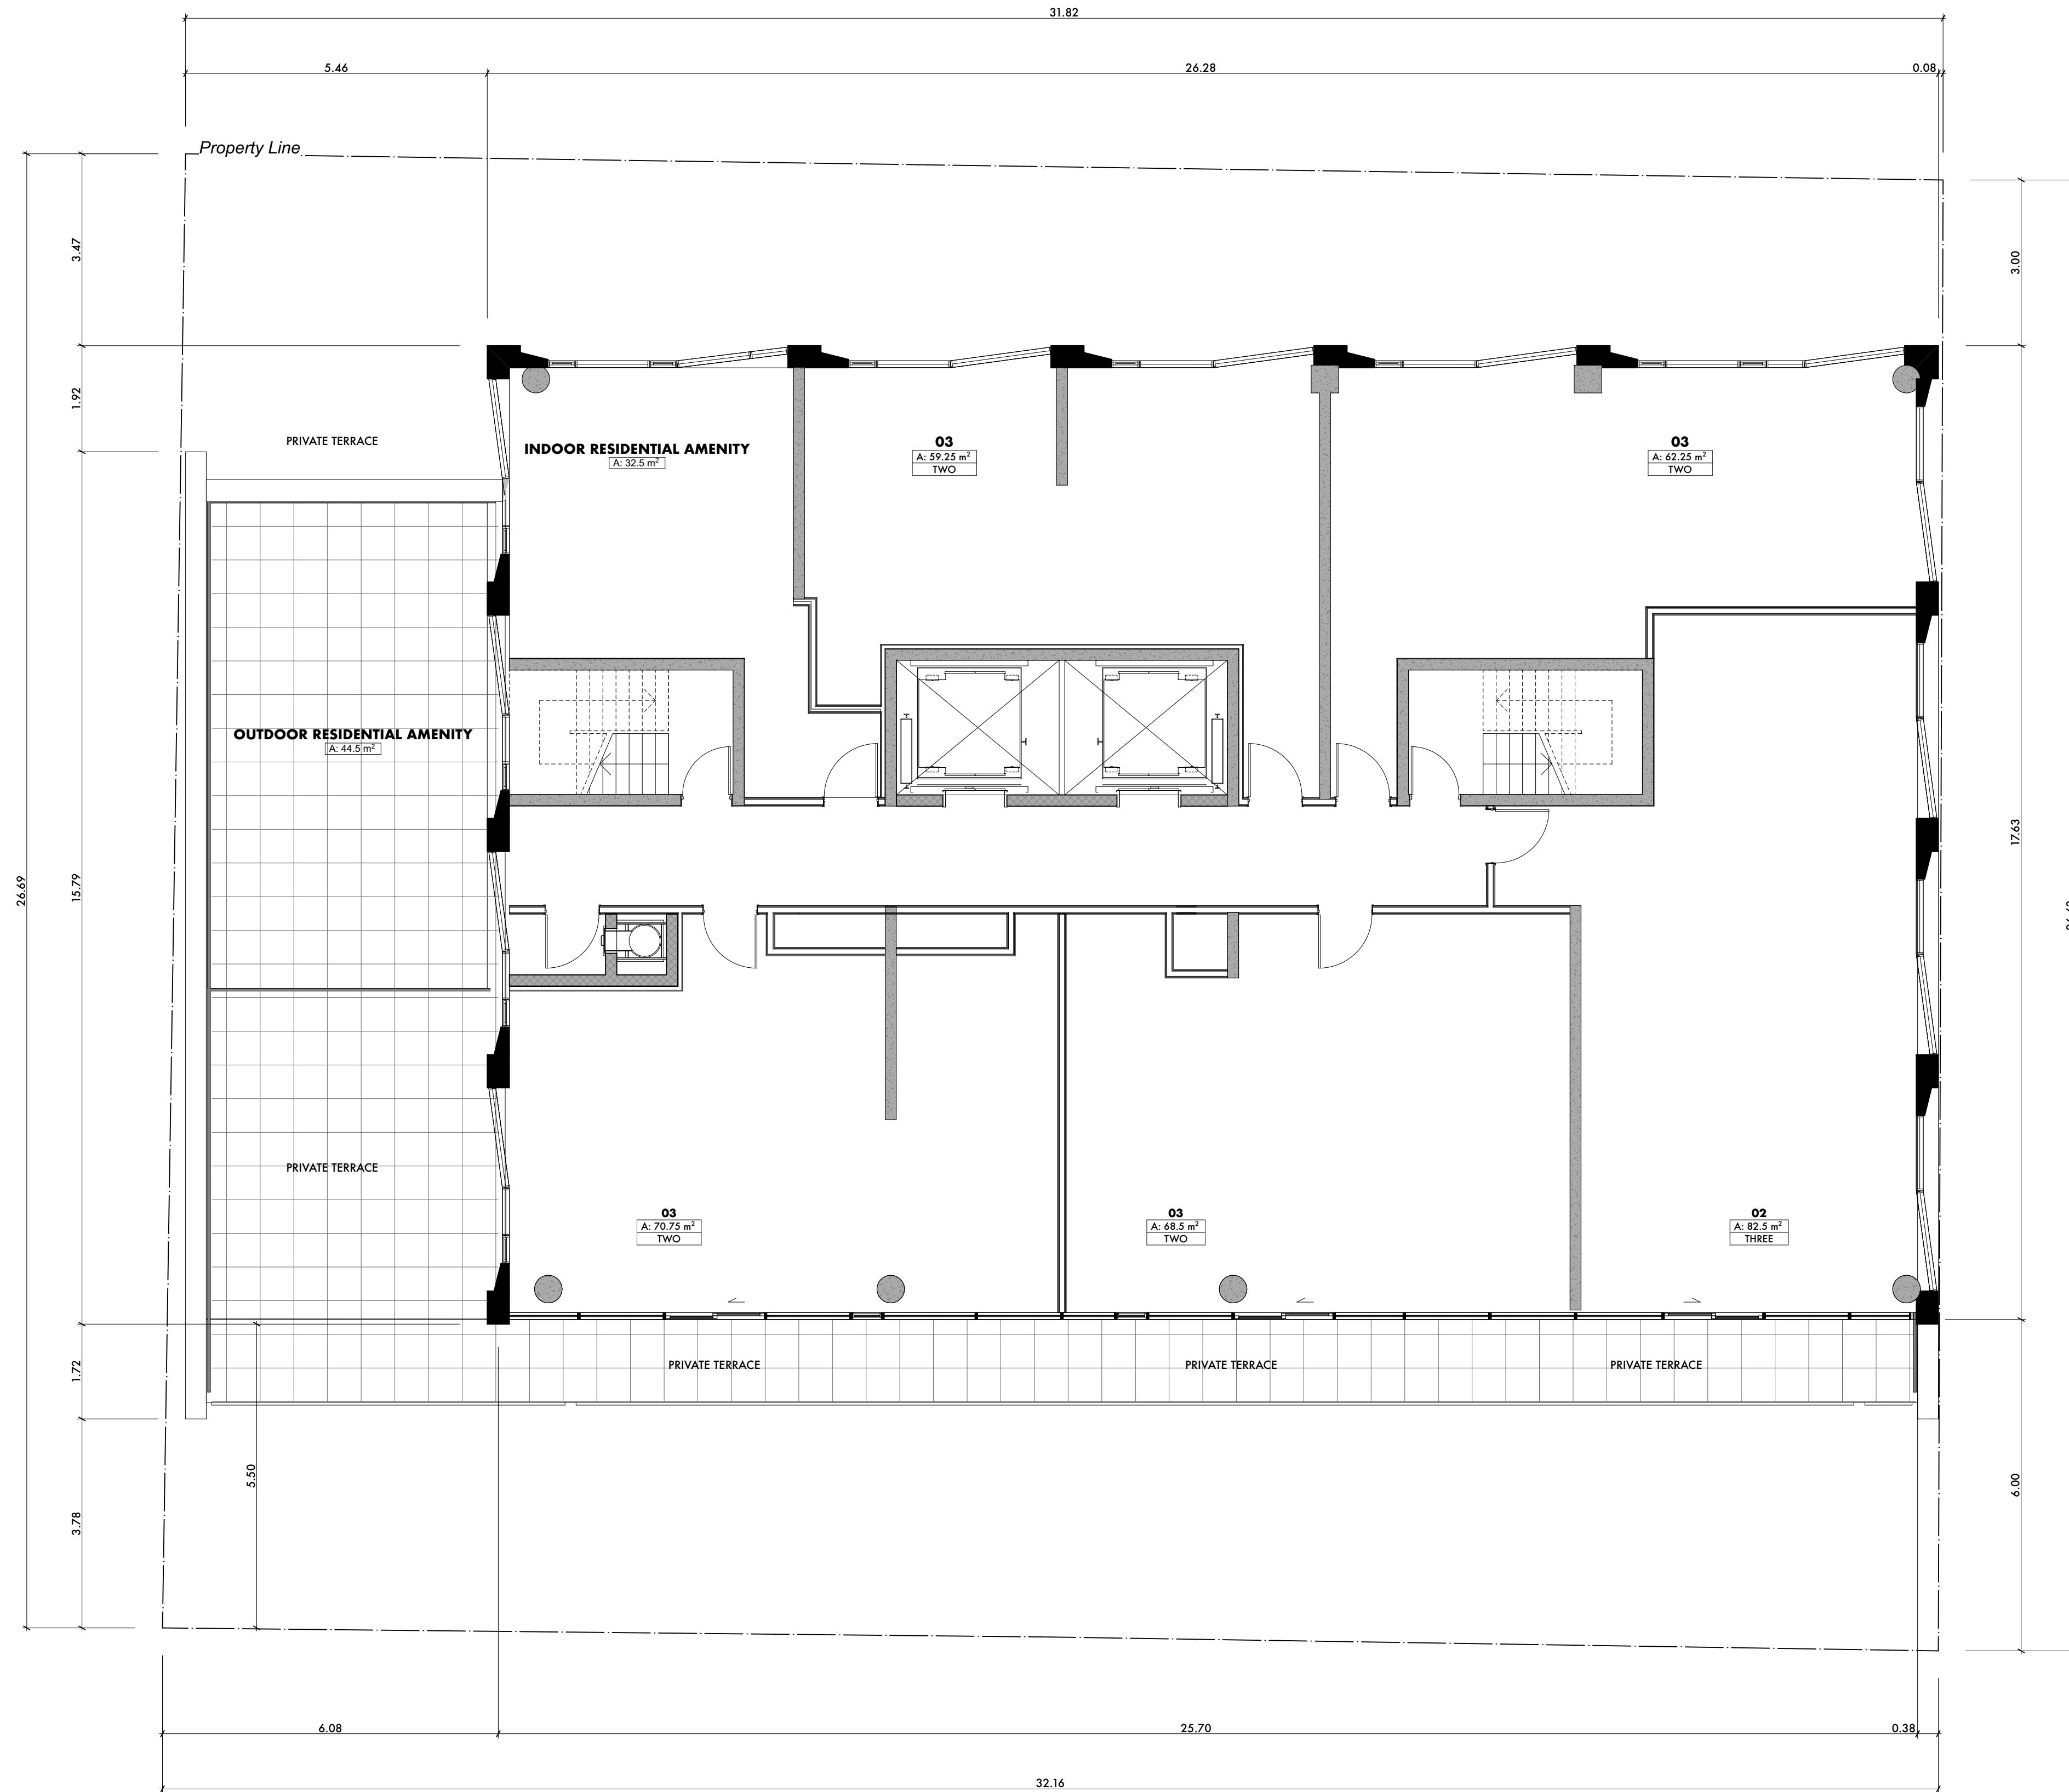 31.82
5.46
26.28
0.08
Property Line
3.47
3.00
1.92
PRIVATE TERRACE
INDOOR RESIDENTIAL AMENITY
A: 32.5 m²
03
A: 59.25 m²
TWO
03
A: 62.25 m²
TWO
OUTDOOR RESIDENTIAL AMENITY
A: 44.5 m²
26.69
15.79
17.63
PRIVATE TERRACE
03
A: 70.75 m²
TWO
03
A: 68.5 m²
TWO
02
A: 82.5 m²
THREE
1.72
PRIVATE TERRACE
PRIVATE TERRACE
PRIVATE TERRACE
5.50
3.78
6.00
6.08
25.70
0.38
32.16